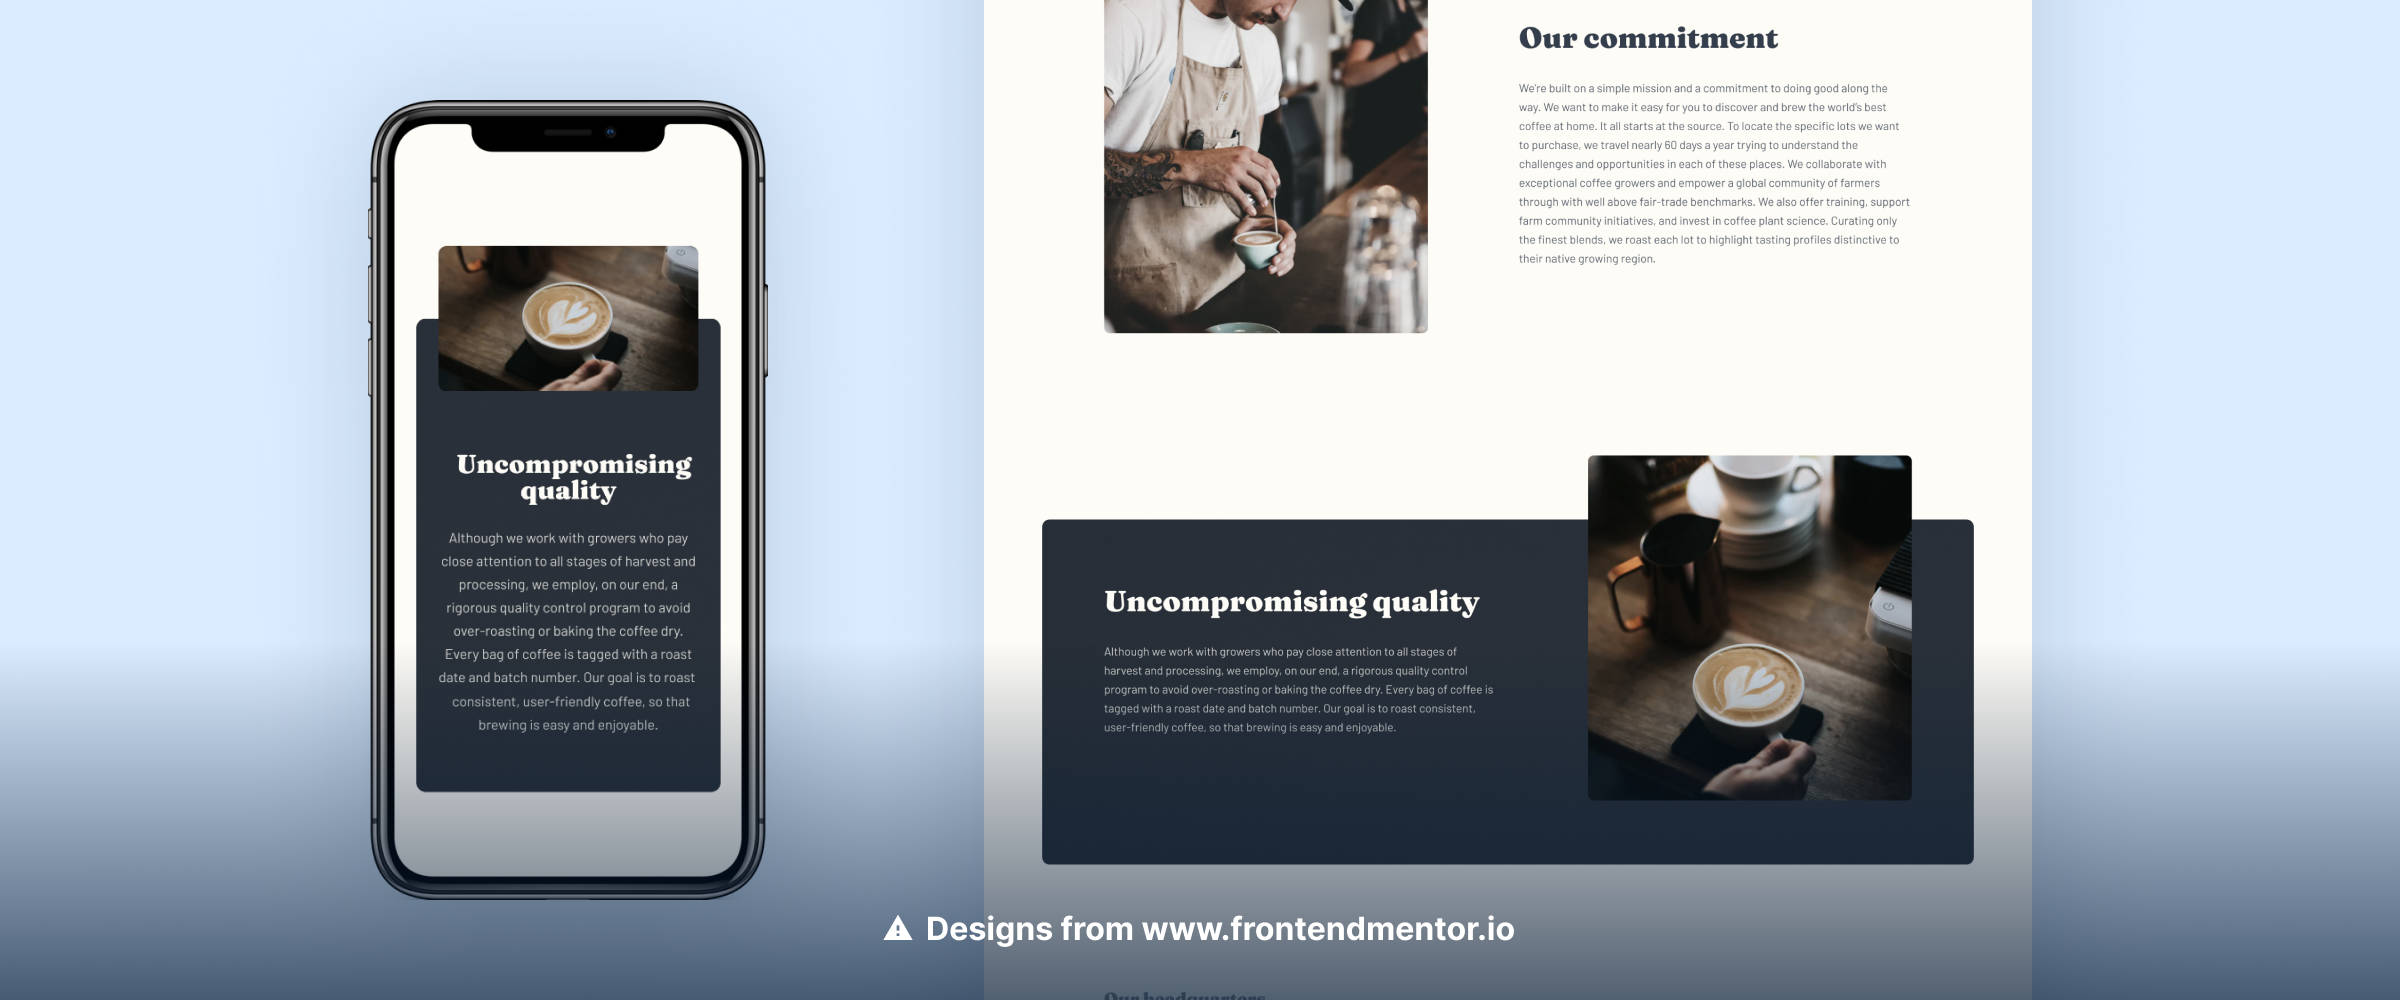 Uncompromising
quality
Although we work with growers who pay
close attention to all stages of harvest and
processing, we employ, on our end, a
rigorous quality control program to avoid
over-roasting or baking the coffee dry.
Every bag of coffee is tagged with a roast
date and batch number. Our goal is to roast
consistent, user-friendly coffee, so that
brewing is easy and enjoyable.
Our commitment
We're built on a simple mission and a commitment to doing good along the
way. We want to make it easy for you to discover and brew the world's best
coffee at home. It all starts at the source. To locate the specific lots we want
to purchase, we travel nearly 60 days a year trying to understand the
challenges and opportunities in each of these places. We collaborate with
exceptional coffee growers and empower a global community of farmers
through with well above fair-trade benchmarks. We also offer training, support
farm community initiatives, and invest in coffee plant science. Curating only
the finest blends, we roast each lot to highlight tasting profiles distinctive to
their native growing region.
Uncompromising quality
Although we work with growers who pay close attention to all stages of
harvest and processing, we employ, on our end, a rigorous quality control
program to avoid over-roasting or baking the coffee dry. Every bag of coffee is
tagged with a roast date and batch number. Our goal is to roast consistent,
user-friendly coffee, so that brewing is easy and enjoyable.
Designs from www.frontendmentor.io
Our headquarters